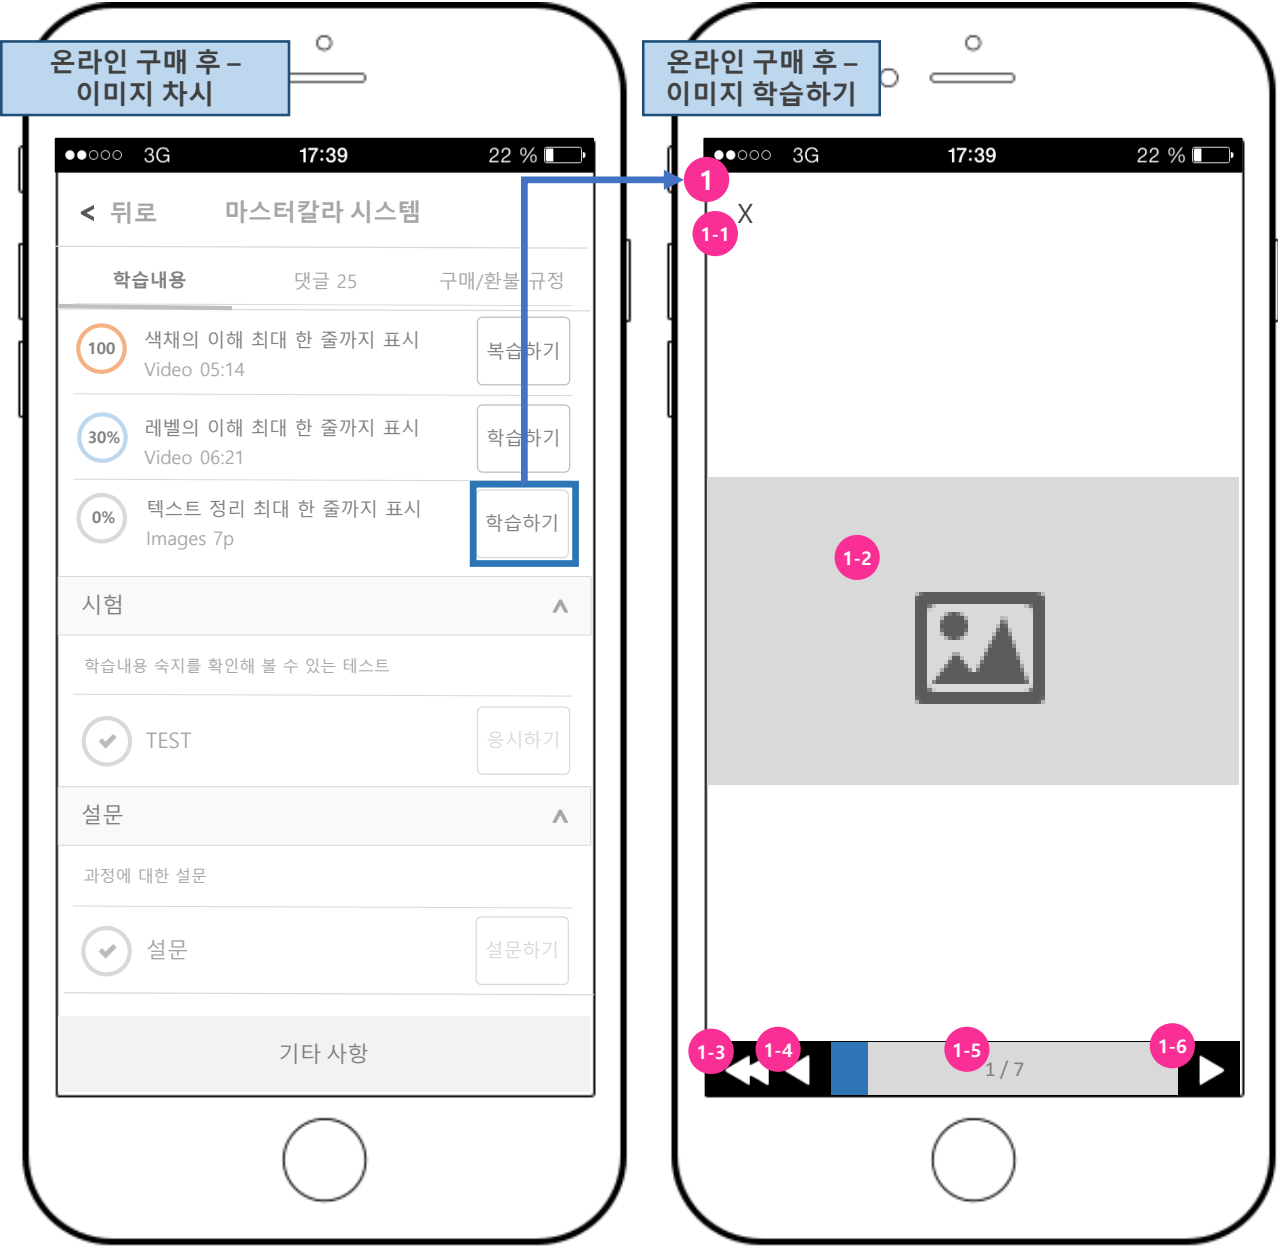 온라인 구매 후 –
이미지 차시
3G 17:39 22 %
< 뒤로 마스터칼라 시스템
학습내용 댓글 25 구매/환불 규정
100 색채의 이해 최대 한 줄까지 표시
Video 05:14
복습하기
30% 레벨의 이해 최대 한 줄까지 표시
Video 06:21
학습하기
0% 텍스트 정리 최대 한 줄까지 표시
Images 7p
학습하기
시험
학습내용 숙지를 확인해 볼 수 있는 테스트
TEST 응시하기
설문
과정에 대한 설문
설문 설문하기
기타 사항
온라인 구매 후 –
이미지 학습하기
3G 17:39 22 %
1
X
1-1
1-2
1-3 1-4 1-5 1-6
1 / 7